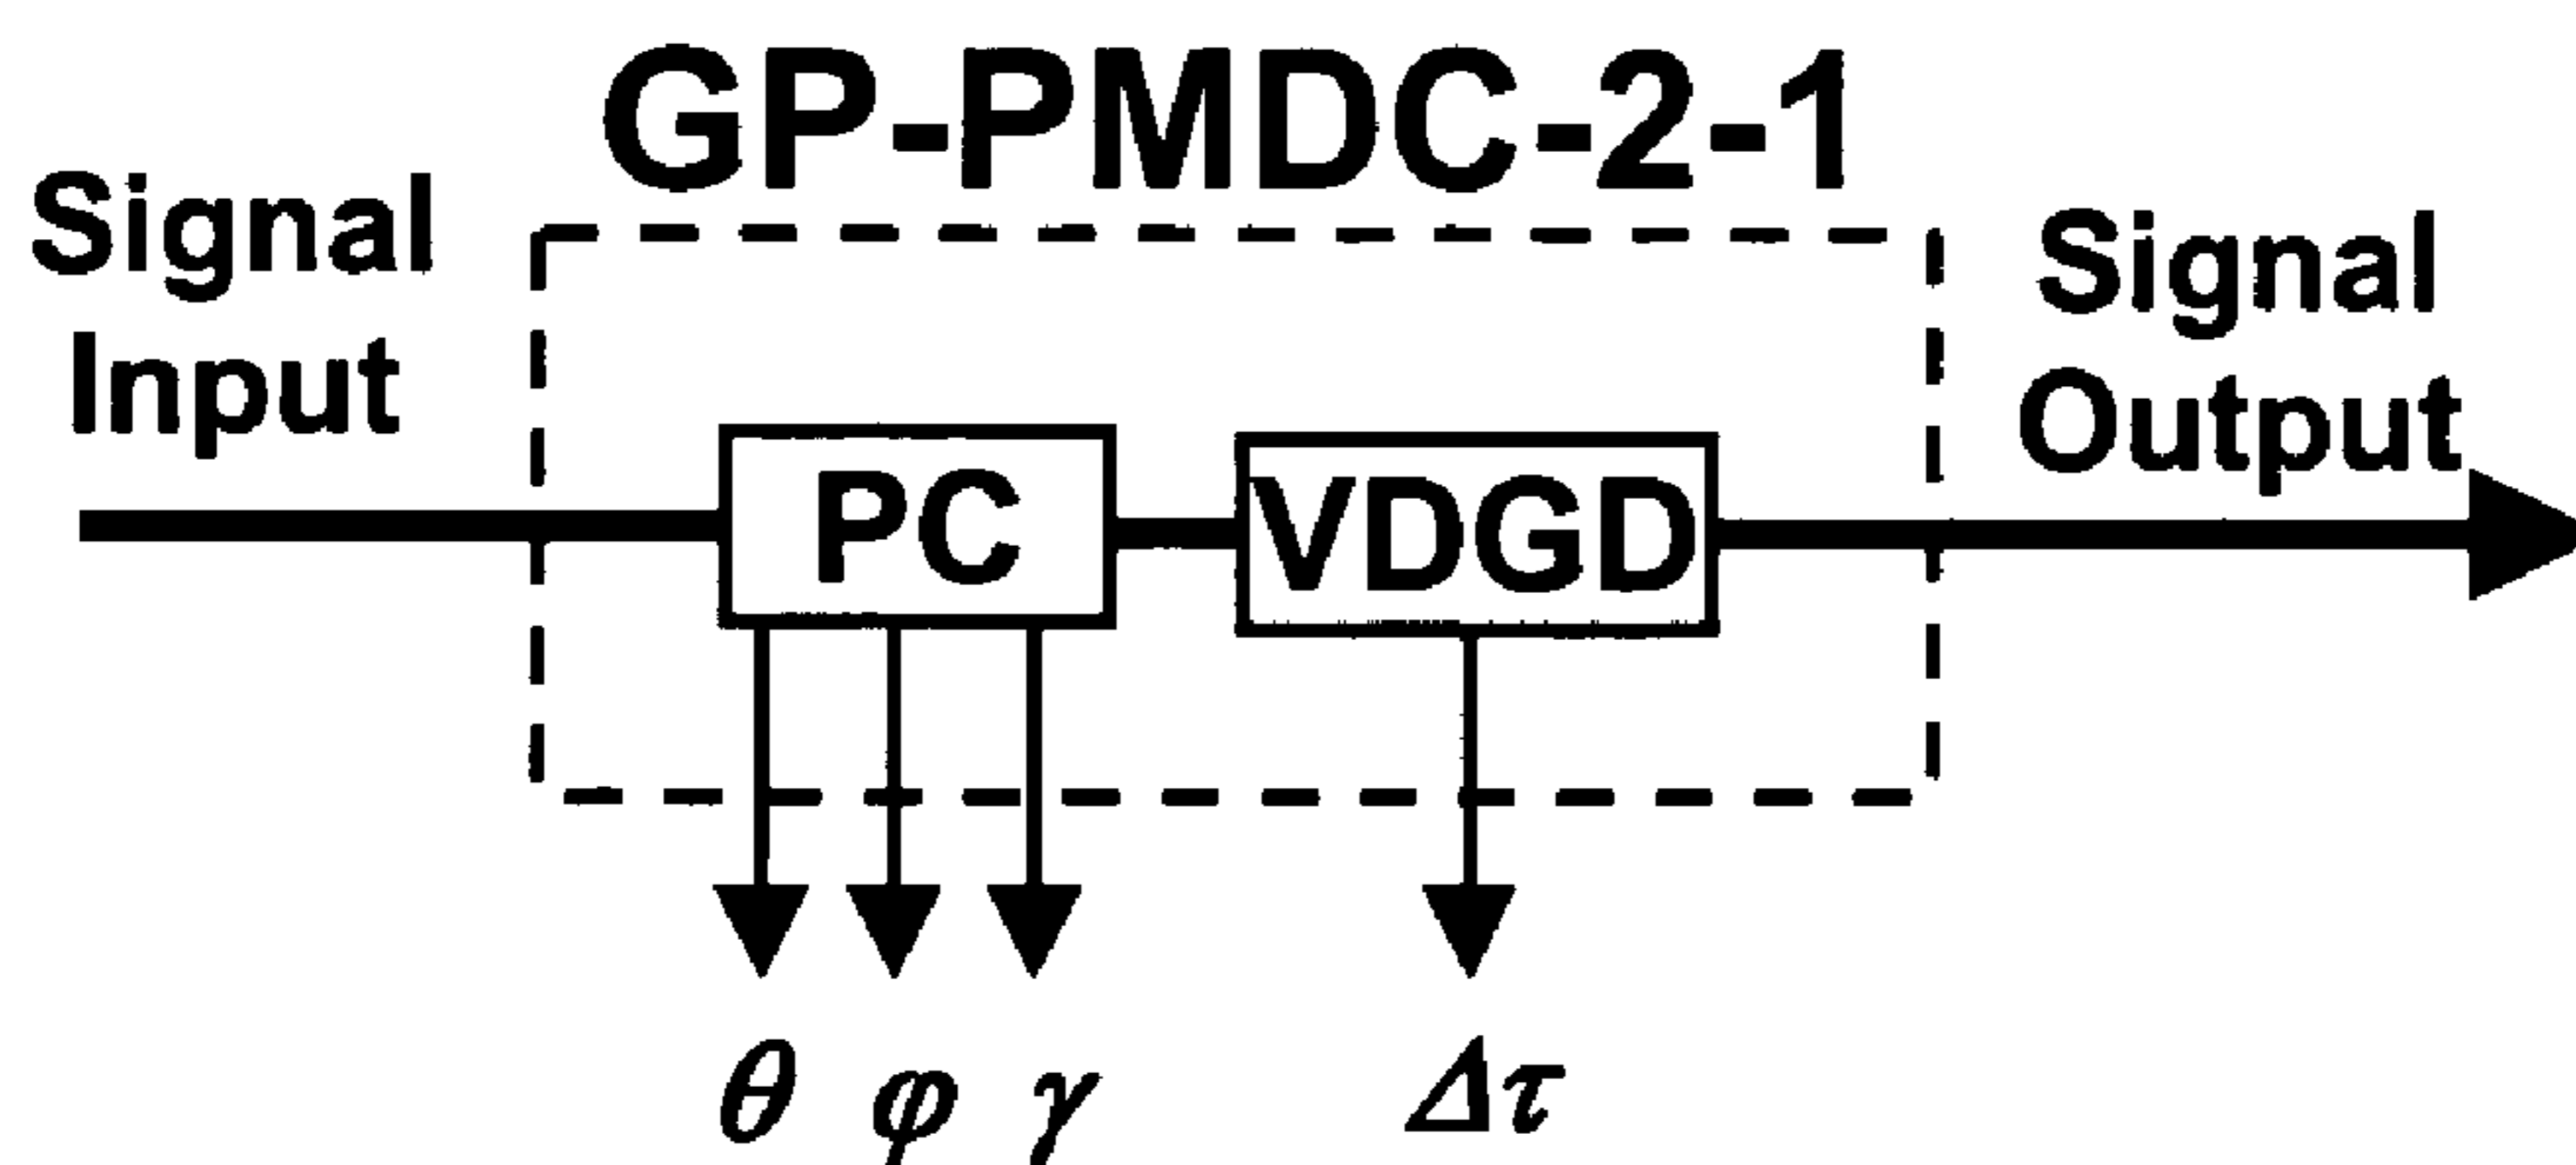 GP-PMDC-2-1
Signal
Input
Signal
Output
PC
VDGD
θ φ γ
Δτ